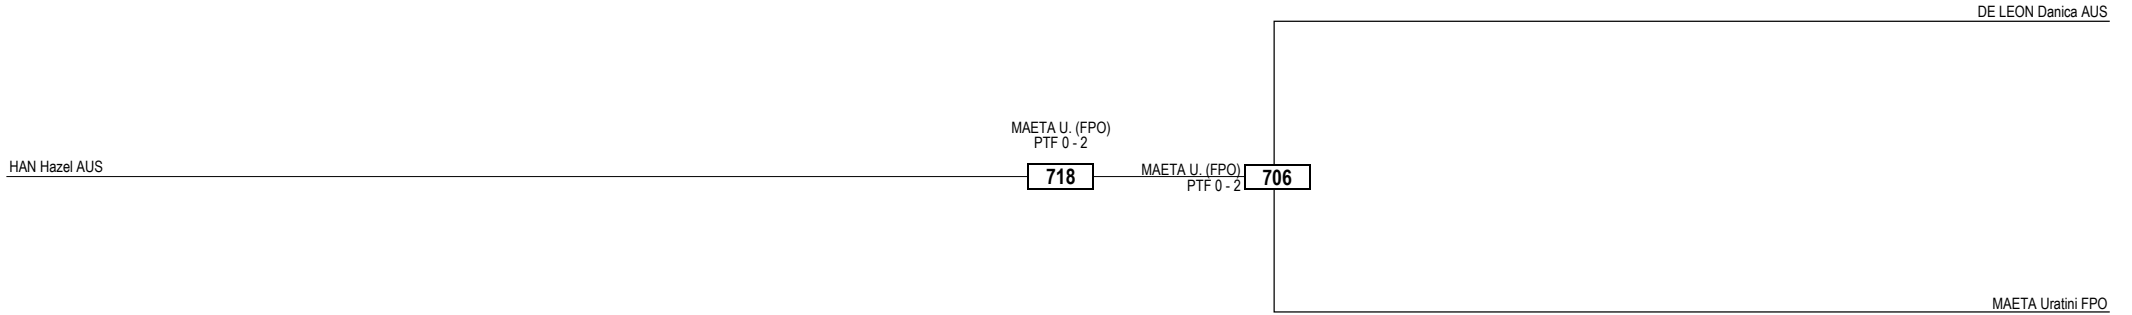 DE LEON Danica AUS
MAETA U. (FPO)
PTF 0 - 2
HAN Hazel AUS
718
MAETA U. (FPO)
PTF 0 - 2
706
MAETA Uratini FPO